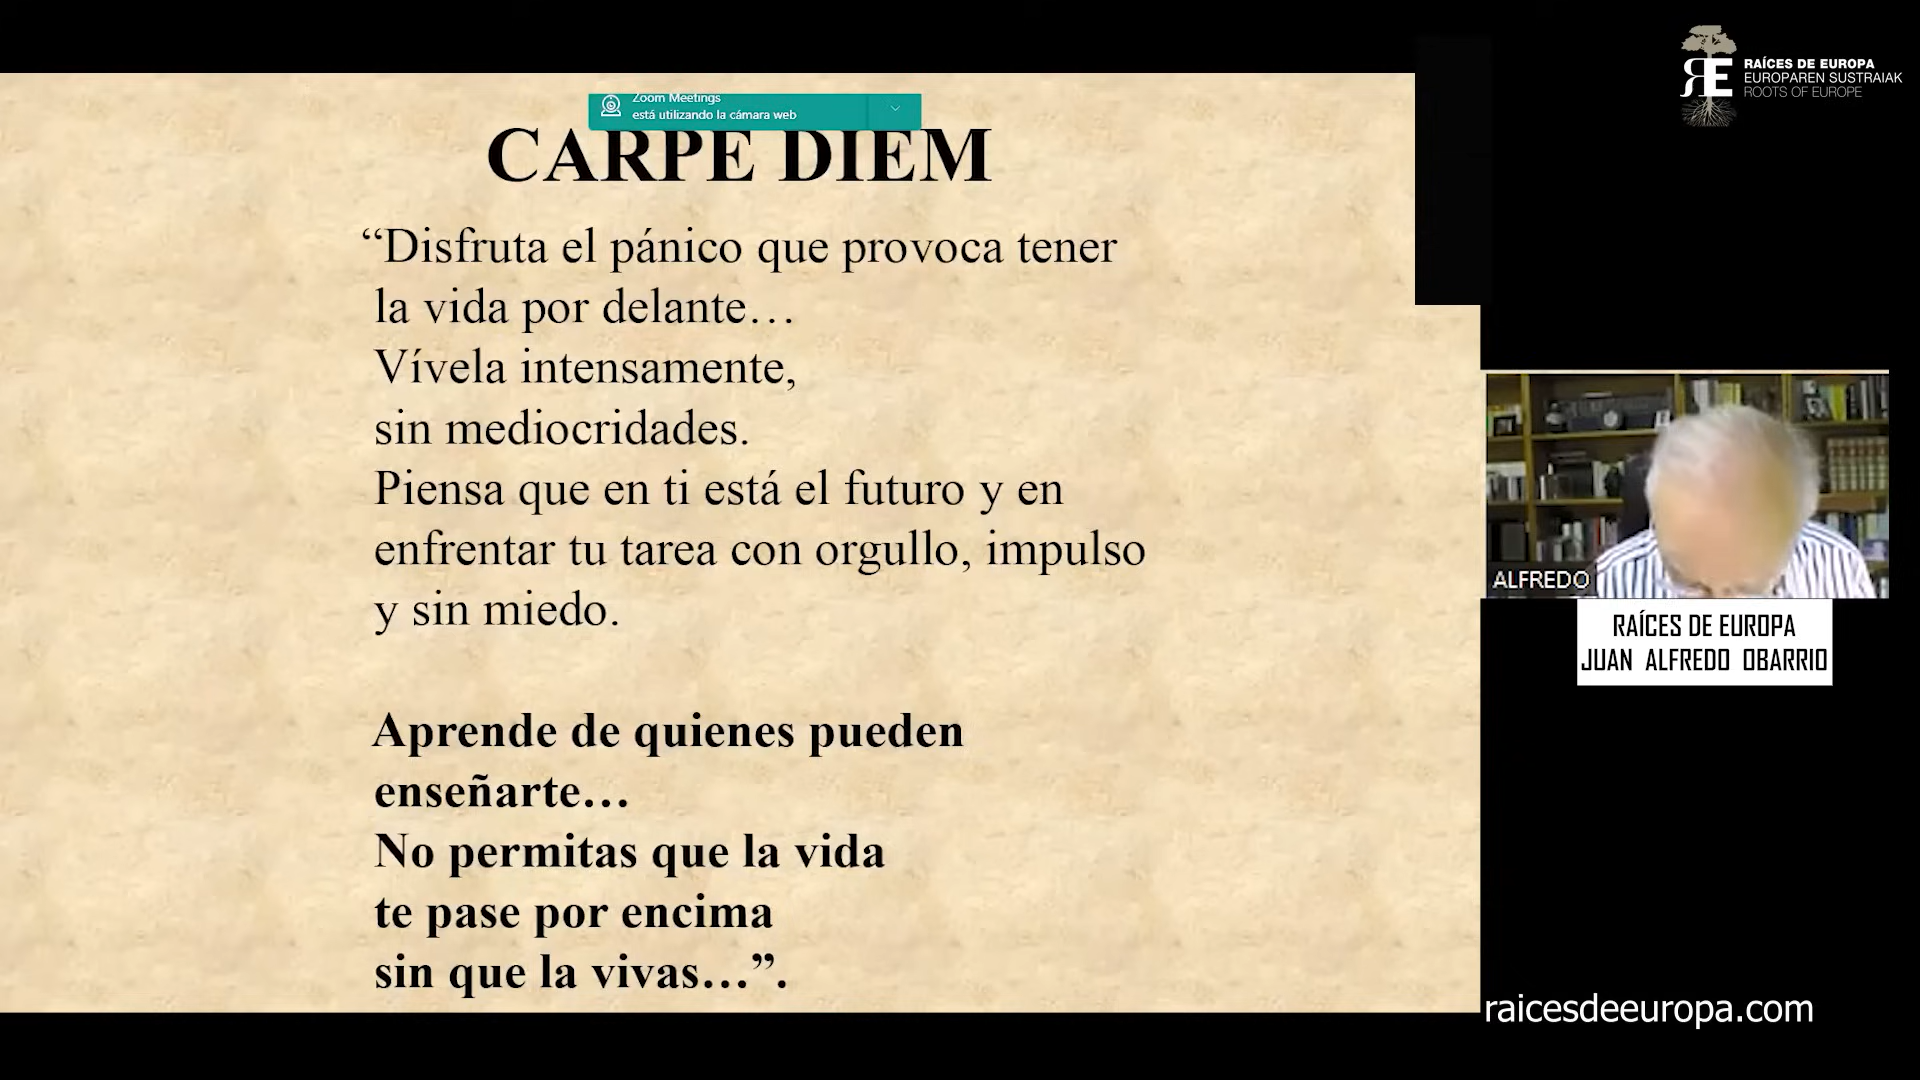 Zoom Meetings
está utilizando la cámara web
CARPE DIEM
“Disfruta el pánico que provoca tener
la vida por delante…
Vívela intensamente,
sin mediocridades.
Piensa que en ti está el futuro y en
enfrentar tu tarea con orgullo, impulso
y sin miedo.
Aprende de quienes pueden
enseñarte…
No permitas que la vida
te pase por encima
sin que la vivas…”.
RE
RAÍCES DE EUROPA
EUROPAREN SUSTRAIAK
ROOTS OF EUROPE
ALFREDO
RAÍCES DE EUROPA
JUAN ALFREDO OBARRIO
raicesdeeuropa.com